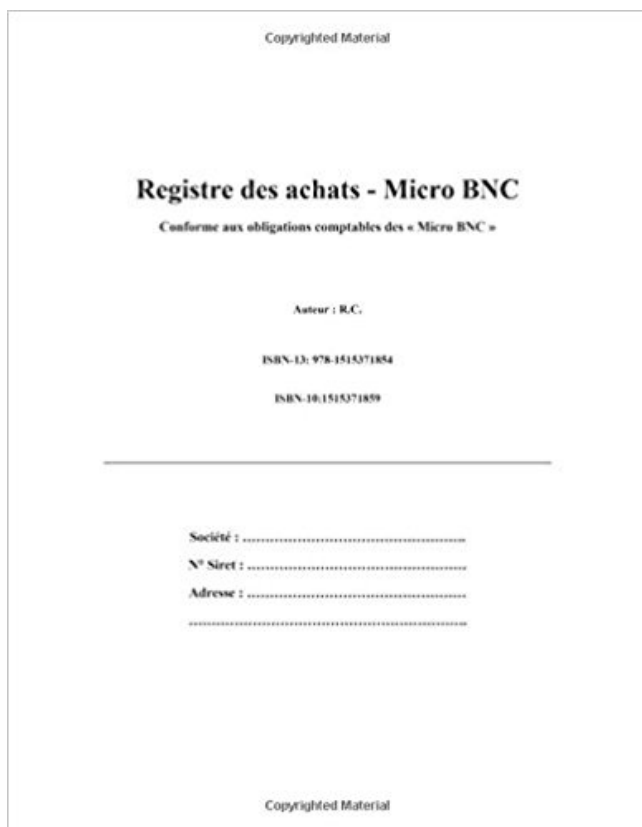 Copyrighted Material
Registre des achats - Micro BNC
Conforme aux obligations comptables des « Micro BNC »
Auteur : R.C.
ISBN-13: 978-1515371854
ISBN-10:1515371859
Société : .................................................
N° Siret : ................................................
Adresse : ................................................
.............................................................
Copyrighted Material